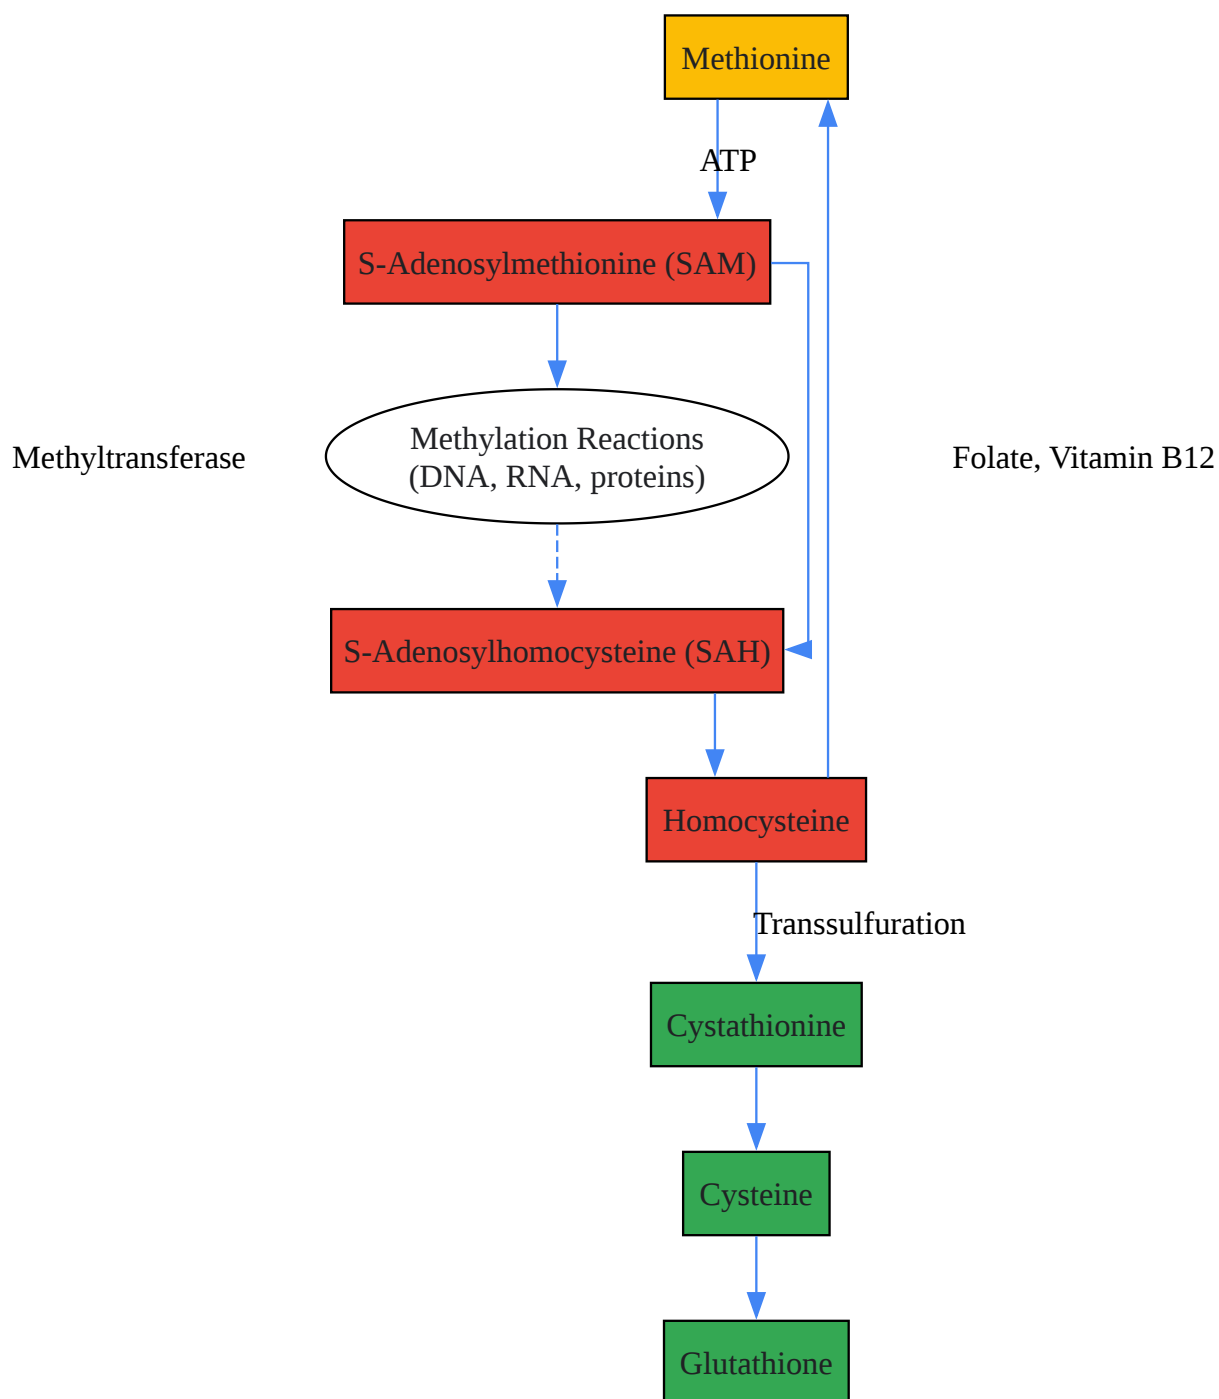 Methionine
ATP
S-Adenosylmethionine (SAM)
Methyltransferase
Methylation Reactions
(DNA, RNA, proteins)
Folate, Vitamin B12
S-Adenosylhomocysteine (SAH)
Homocysteine
Transsulfuration
Cystathionine
Cysteine
Glutathione